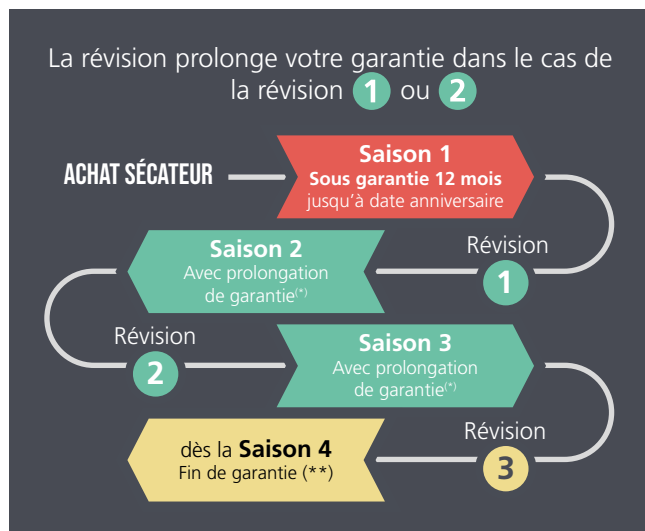 La révision prolonge votre garantie dans le cas de
la révision 1 ou 2
ACHAT SÉCATEUR
Saison 1
Sous garantie 12 mois
jusqu'à date anniversaire
Révision
1
Saison 2
Avec prolongation
de garantie(*)
Révision
2
Saison 3
Avec prolongation
de garantie(*)
Révision
3
dès la Saison 4
Fin de garantie (**)